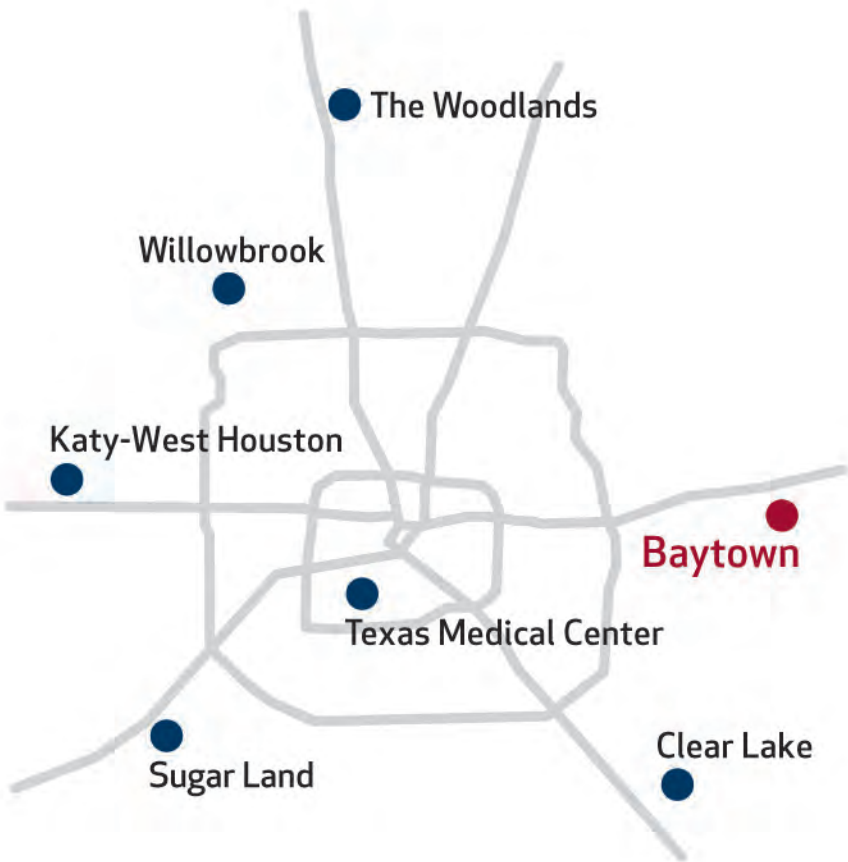 The Woodlands
Willowbrook
Katy-West Houston
Baytown
Texas Medical Center
Clear Lake
Sugar Land